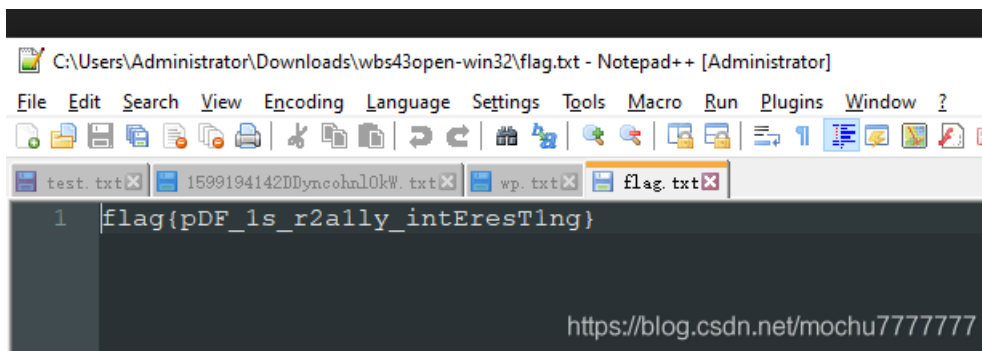 C:\Users\Administrator\Downloads\wbs43open-win32\flag.txt - Notepad++ [Administrator]
File Edit Search View Encoding Language Settings Tools Macro Run Plugins Window ?
test.txt 1599194142DDyncohnlOkW.txt wp.txt flag.txt
1 flag{pDF_1s_r2a1ly_intEresT1ng}
https://blog.csdn.net/mochu7777777